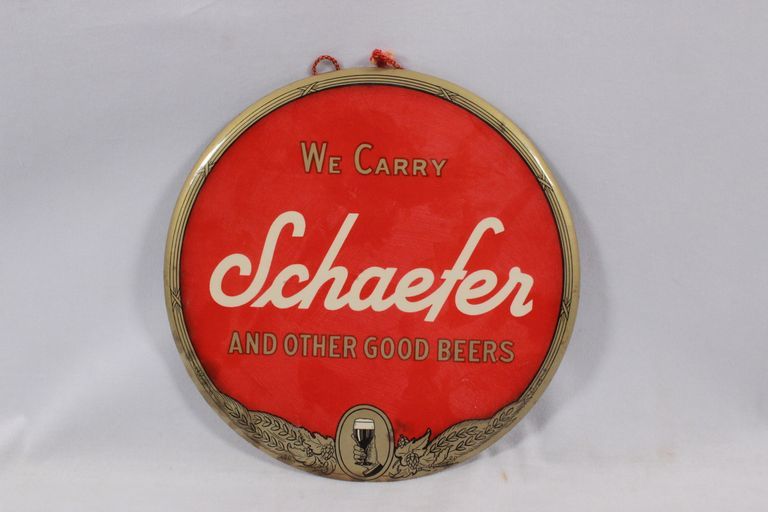 We Carry
Schaefer
AND OTHER GOOD BEERS